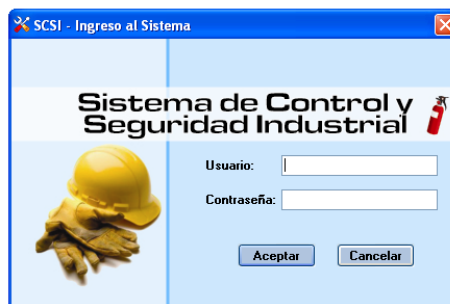 SCSI - Ingreso al Sistema
Sistema de Control y
Seguridad Industrial
Usuario:
Contraseña:
Aceptar Cancelar